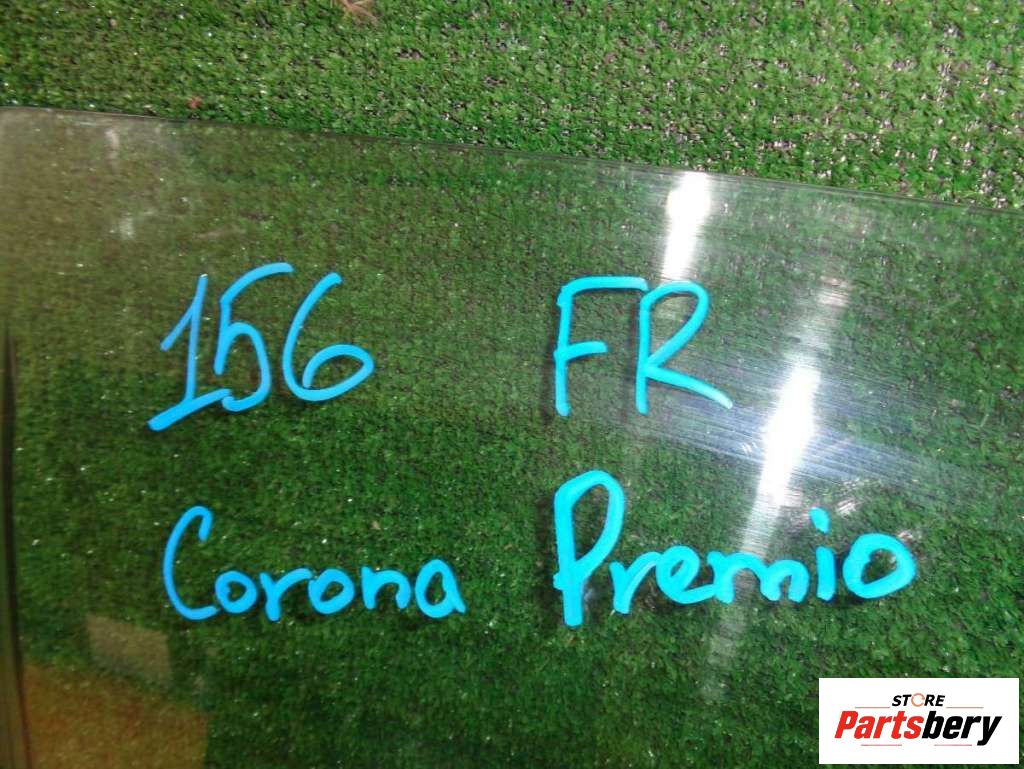 156 FR
Corona Premio
STORE
Partsbery